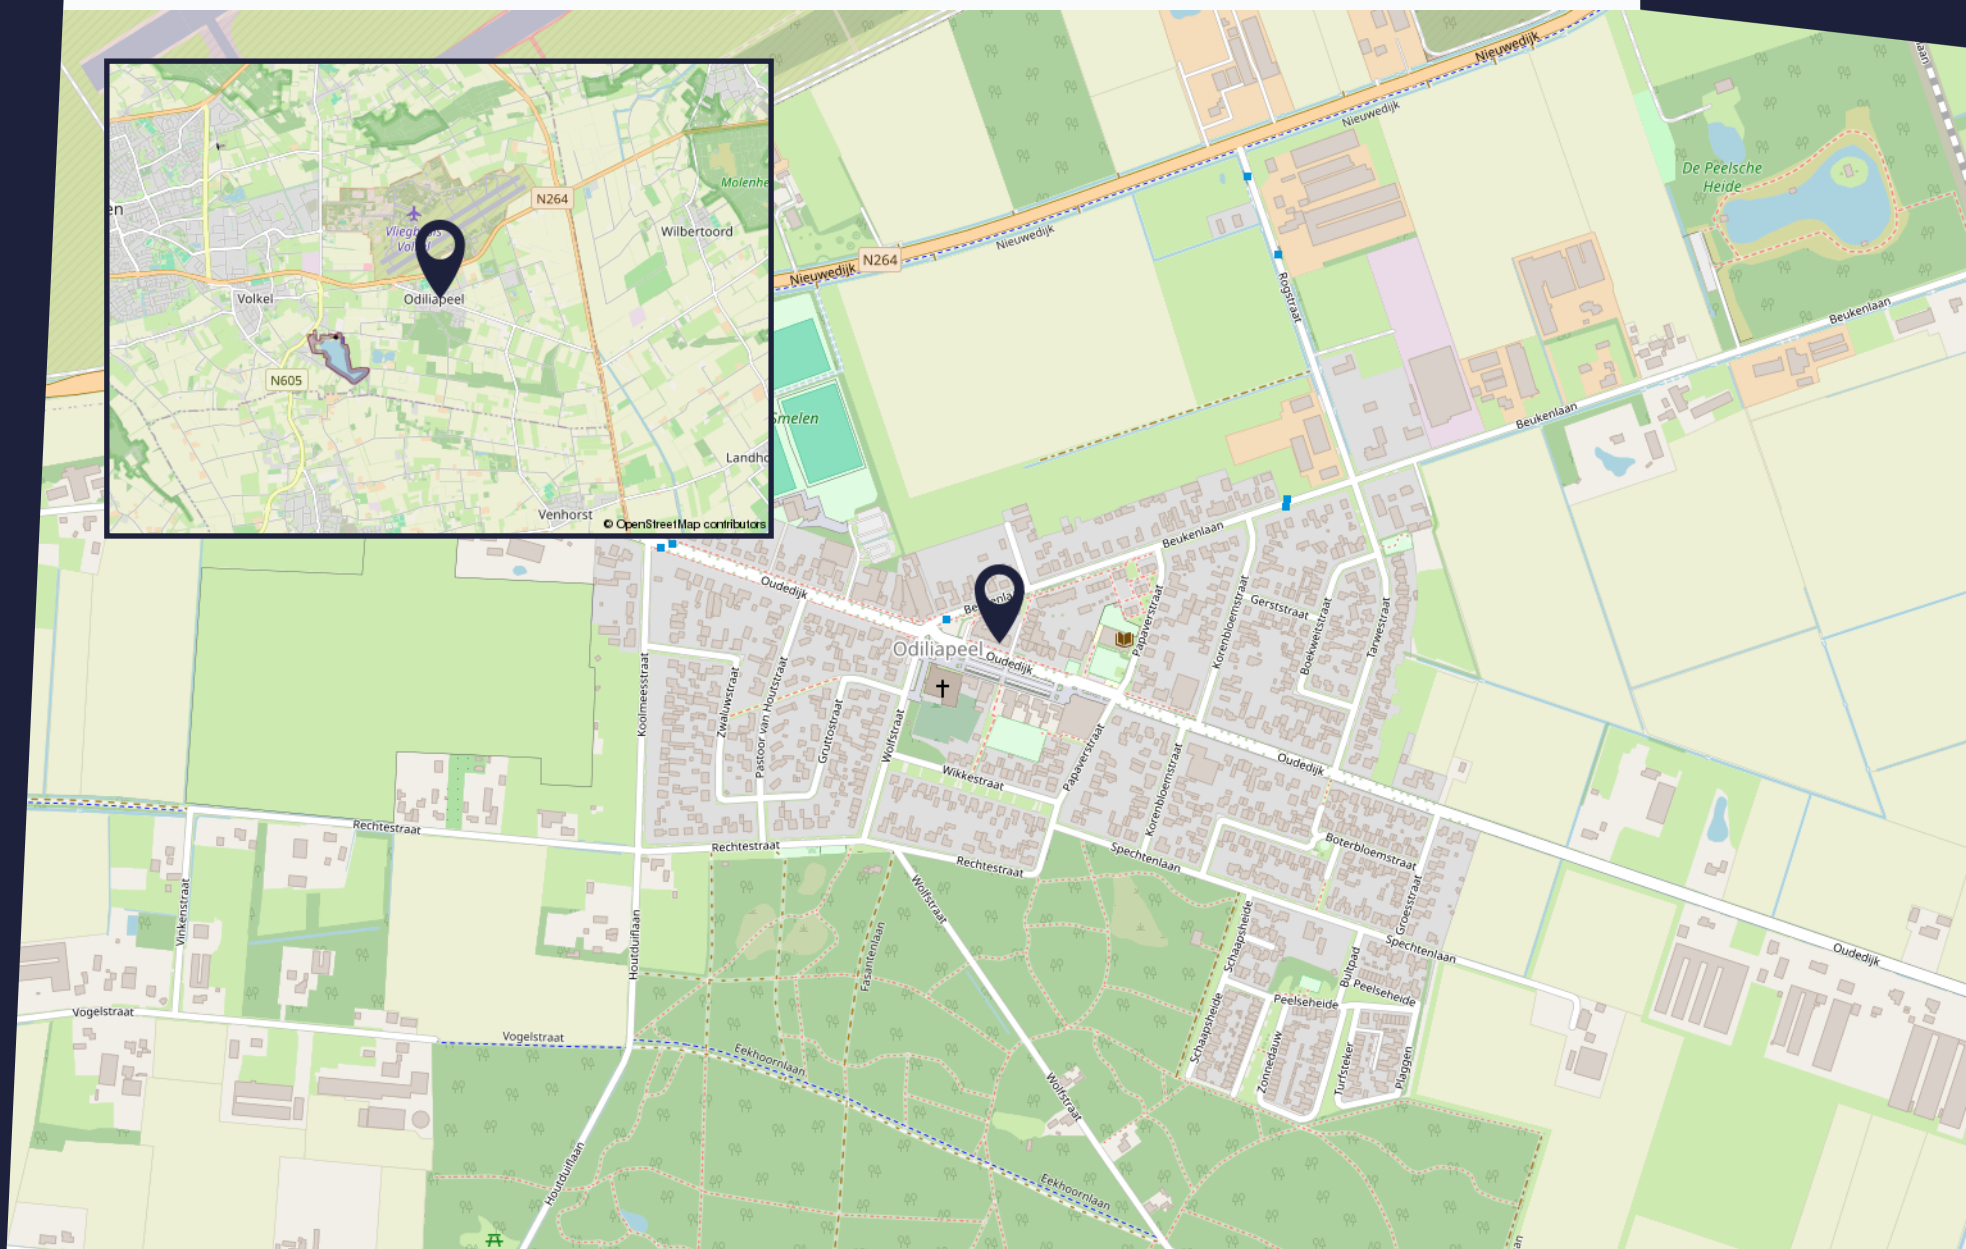 Nieuwedijk
Nieuwedijk
De Peelsche
Heide
Molenhe
en
N264
Wilbertoord
Nieuwedijk
N264
Nieuwedijk
Volkel
Odiliapeel
Rogstraat
Beukenlaan
N605
Smelen
Beukenlaan
Landho
Venhorst
© OpenStreetMap contributors
Beukenlaan
Oudedijk
Gerststraat
Korenbloemstraat
Boekweitstraat
Tarwestraat
Papaverstraat
Odiliapeel
Oudedijk
Koolmeesstraat
Zwaluwstraat
Pastoor van Houtstraat
Gruttostraat
Wolfstraat
Wikkestraat
Papaverstraat
Korenbloemstraat
Oudedijk
Rechtestraat
Rechtestraat
Rechtestraat
Spechtenlaan
Boterbloemstraat
Groesstraat
Vinkenstraat
Houtduiflaan
Fasantenlaan
Wolfstraat
Schaapsheide
Bultpad
Spechtenlaan
Oudedijk
Peelseheide
Peelseheide
Vogelstraat
Vogelstraat
Eekhoornlaan
Schaapsheide
Zonnedauw
Turfsteker
Plaggen
Wolfstraat
Houtduiflaan
Eekhoornlaan